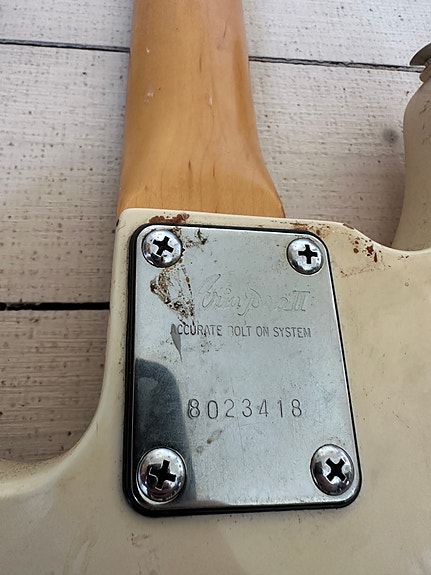 Aria Pro II
ACCURATE BOLT ON SYSTEM
8023418